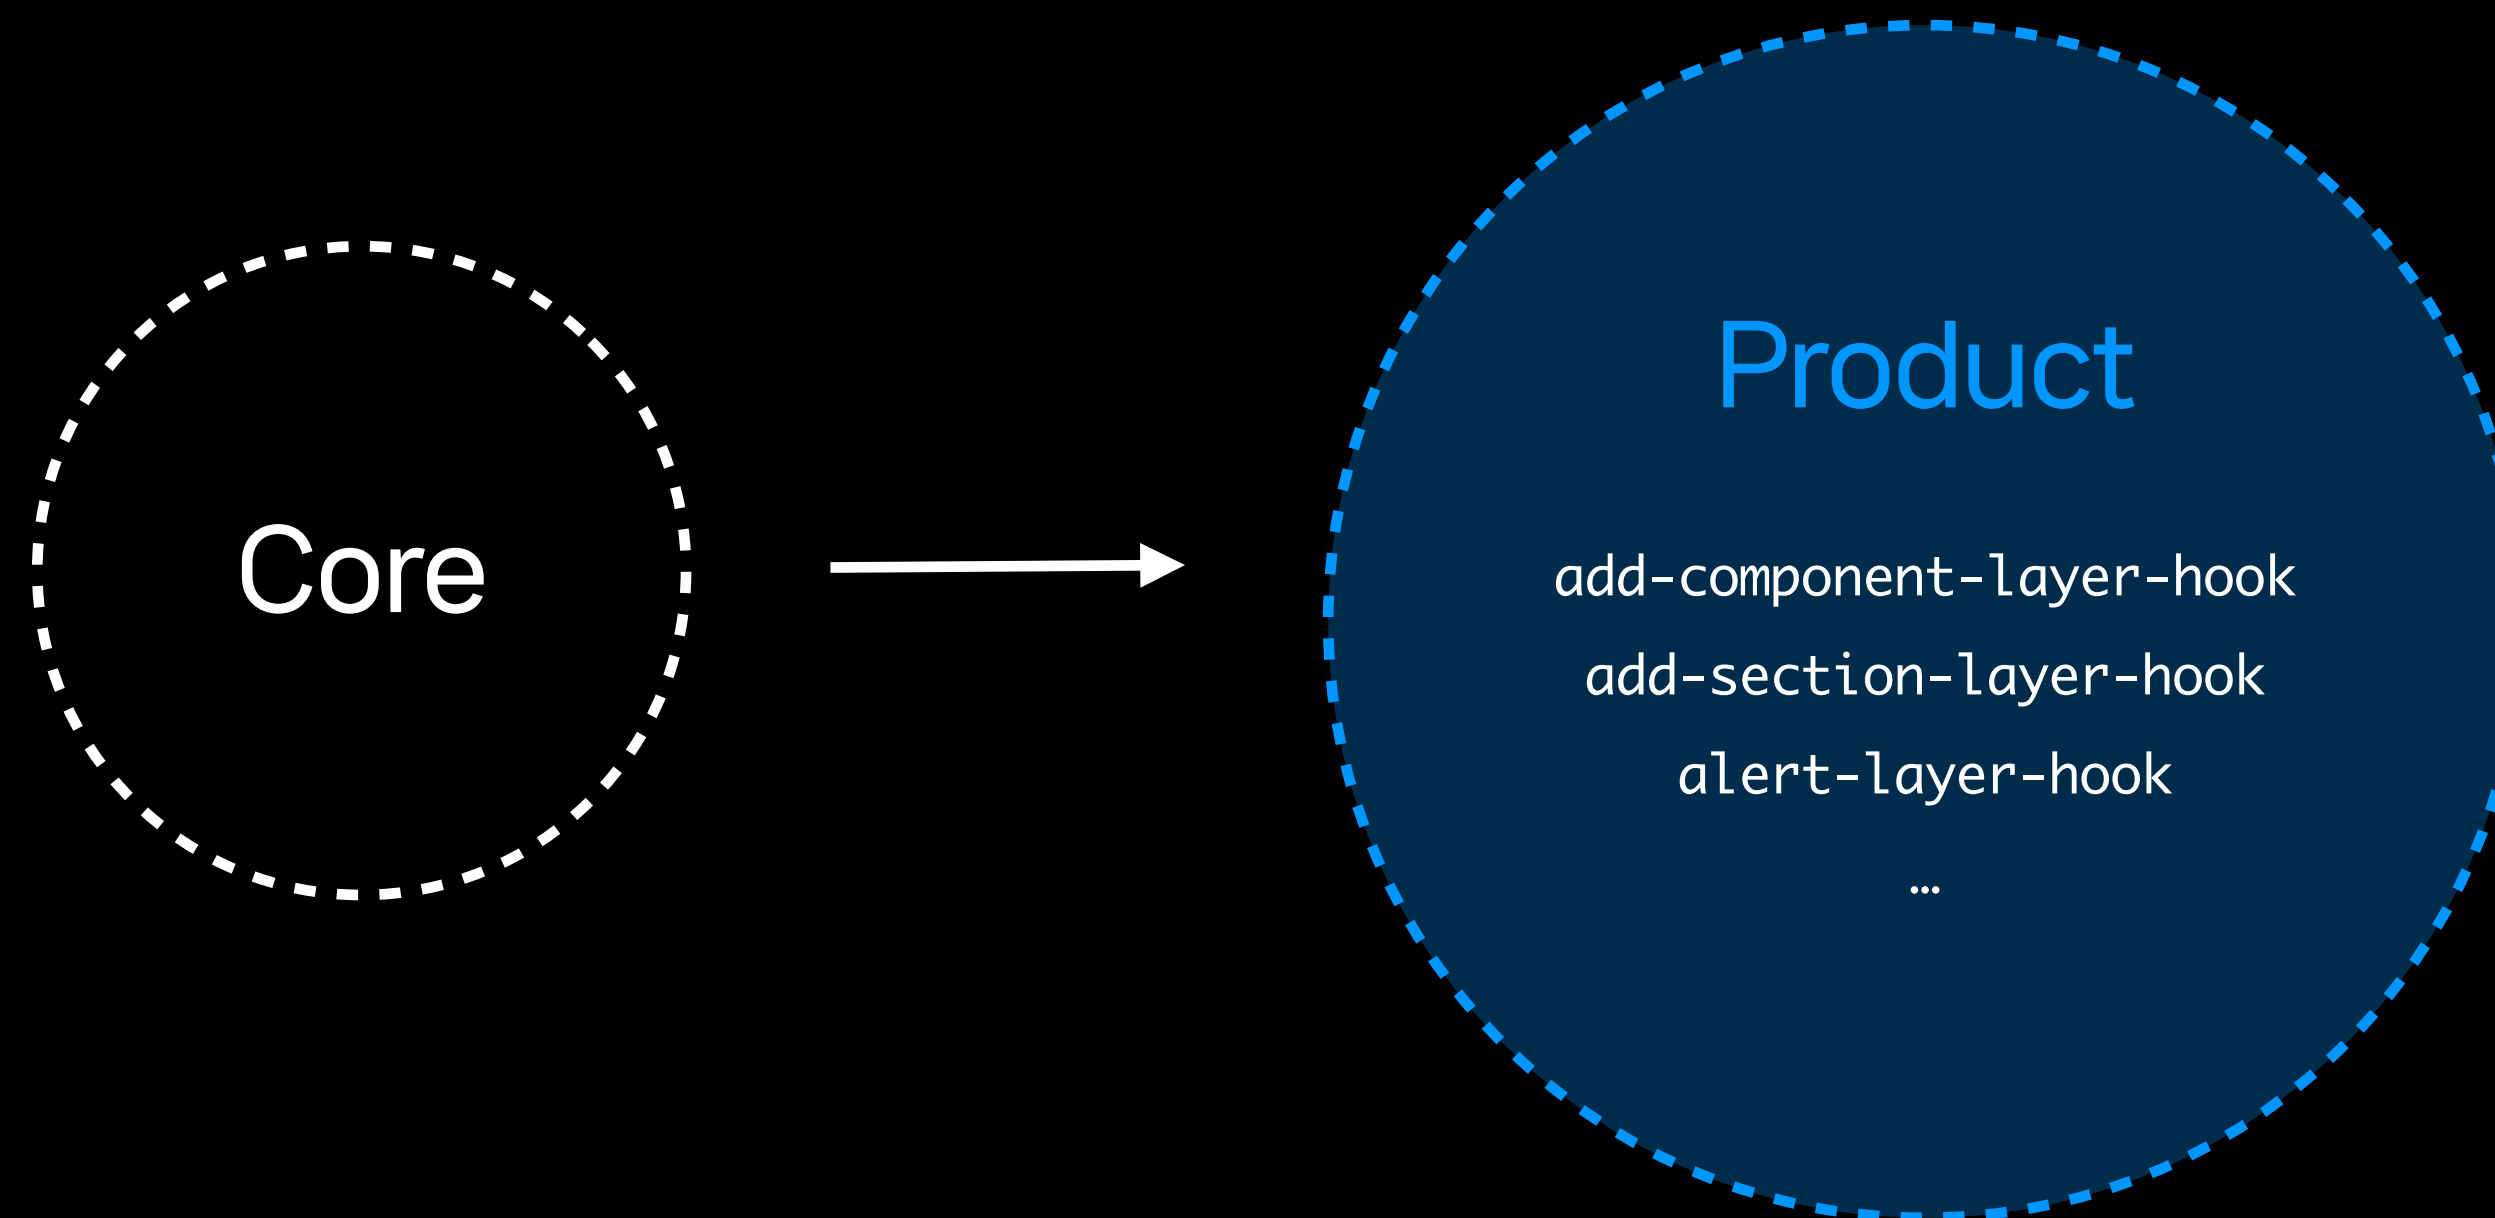 Core
Product
add-component-layer-hook
add-section-layer-hook
alert-layer-hook
…